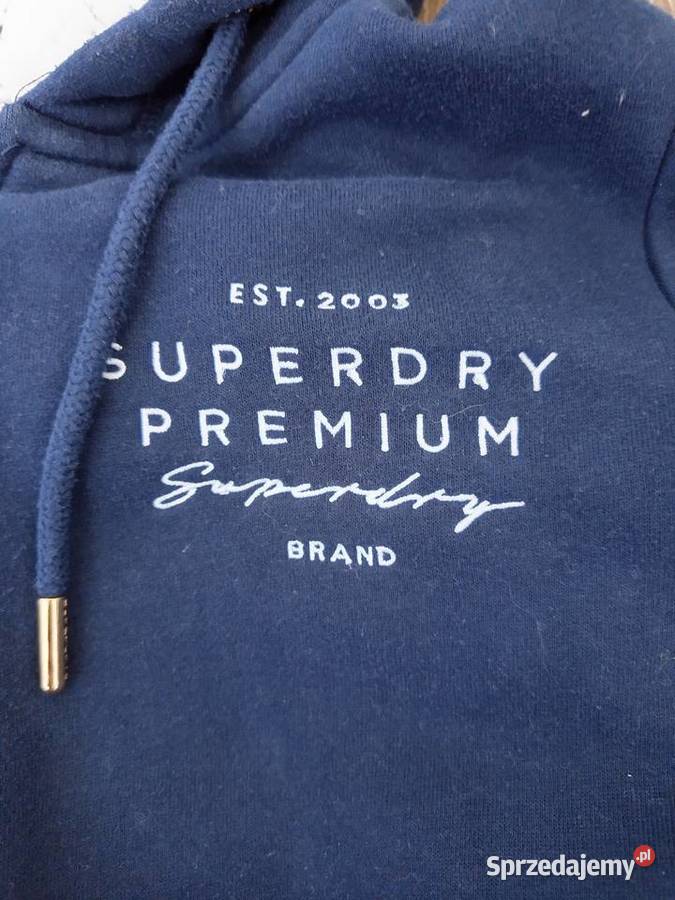 EST. 2003
SUPERDRY
PREMIUM
Superdry
BRAND
Sprzedajemy.pl